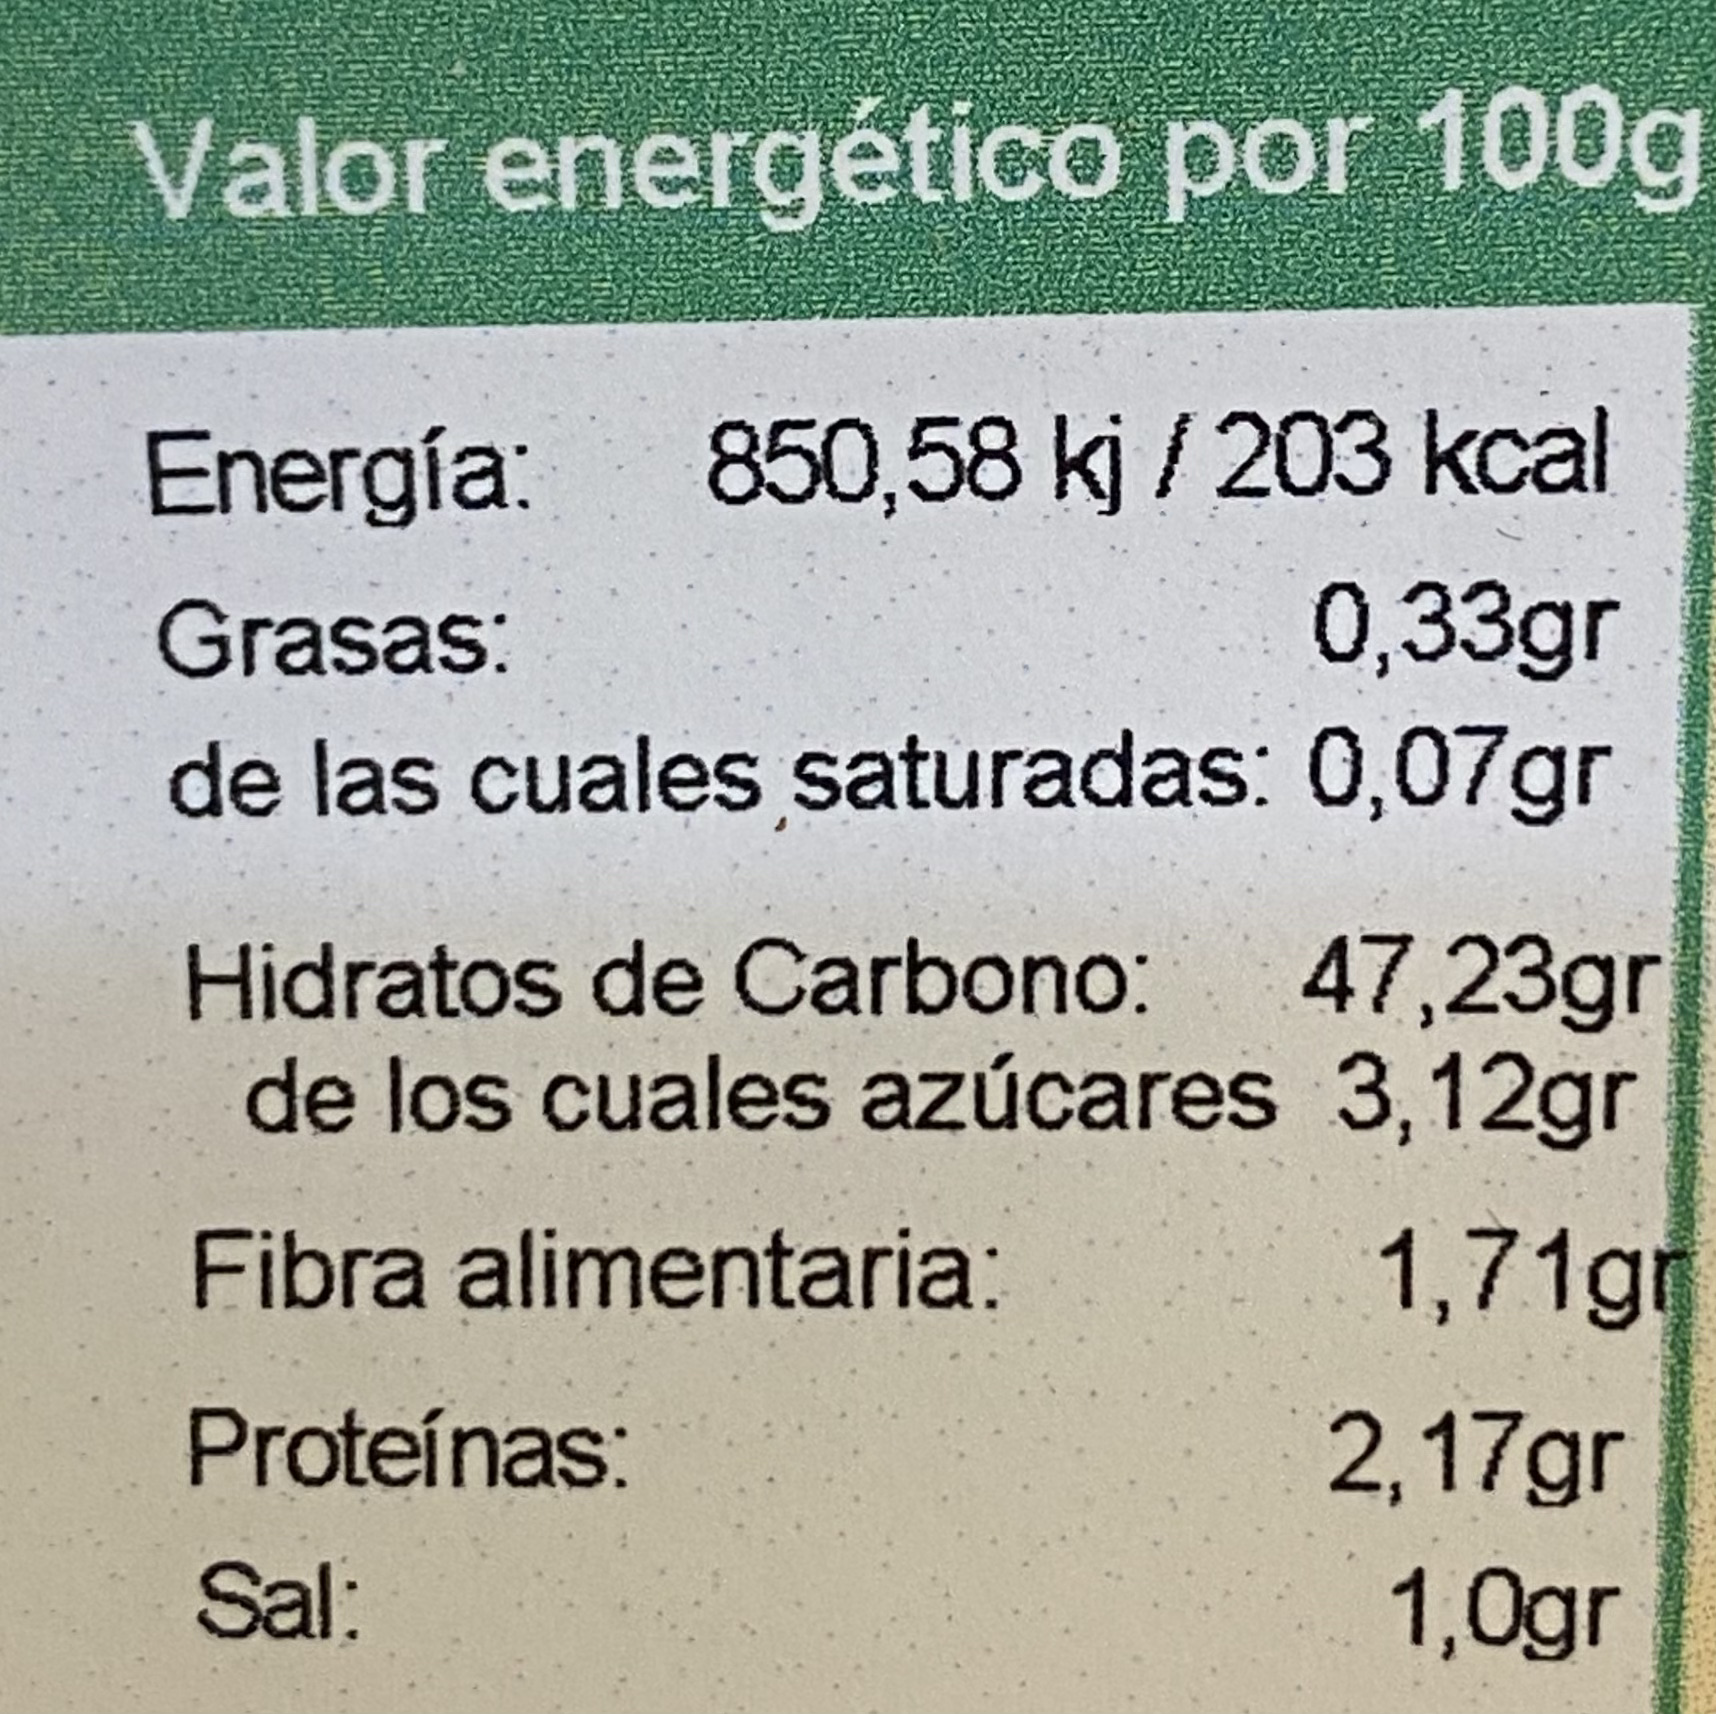 Valor energético por 100g
Energía: 850,58 kj / 203 kcal
Grasas: 0,33gr
de las cuales saturadas: 0,07gr
Hidratos de Carbono: 47,23gr
de los cuales azúcares 3,12gr
Fibra alimentaria: 1,71gr
Proteínas: 2,17gr
Sal: 1,0gr